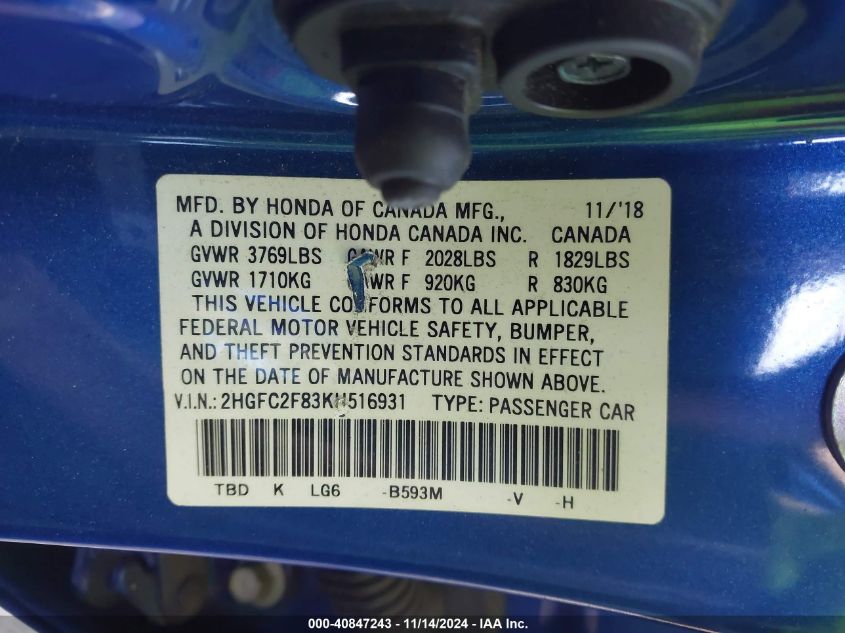 MFD. BY HONDA OF CANADA MFG., 11/'18
A DIVISION OF HONDA CANADA INC. CANADA
GVWR 3769LBS GAWR F 2028LBS R 1829LBS
GVWR 1710KG GAWR F 920KG R 830KG
THIS VEHICLE CONFORMS TO ALL APPLICABLE
FEDERAL MOTOR VEHICLE SAFETY, BUMPER,
AND THEFT PREVENTION STANDARDS IN EFFECT
ON THE DATE OF MANUFACTURE SHOWN ABOVE.
V.I.N.: 2HGFC2F83KH516931 TYPE: PASSENGER CAR
TBD K LG6 -B593M -V -H
000-40847243 - 11/14/2024 - IAA Inc.